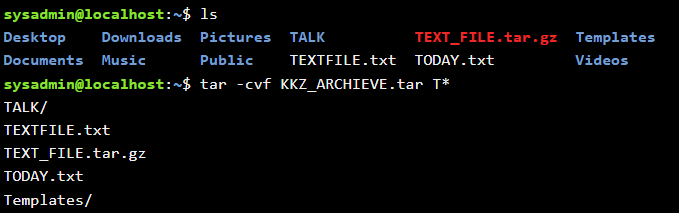 sysadmin@localhost:~$ ls
Desktop    Downloads  Pictures  TALK          TEXT_FILE.tar.gz  Templates
Documents  Music      Public    TEXTFILE.txt  TODAY.txt         Videos
sysadmin@localhost:~$ tar -cvf KKZ_ARCHIEVE.tar T*
TALK/
TEXTFILE.txt
TEXT_FILE.tar.gz
TODAY.txt
Templates/